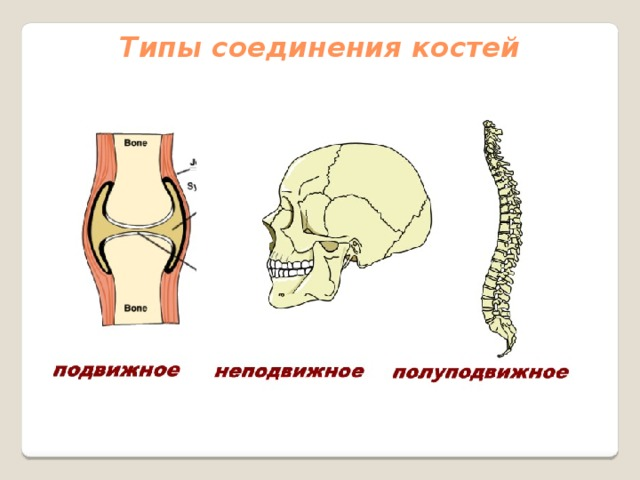 Типы соединения костей
Bone
Bone
подвижное
неподвижное
полуподвижное